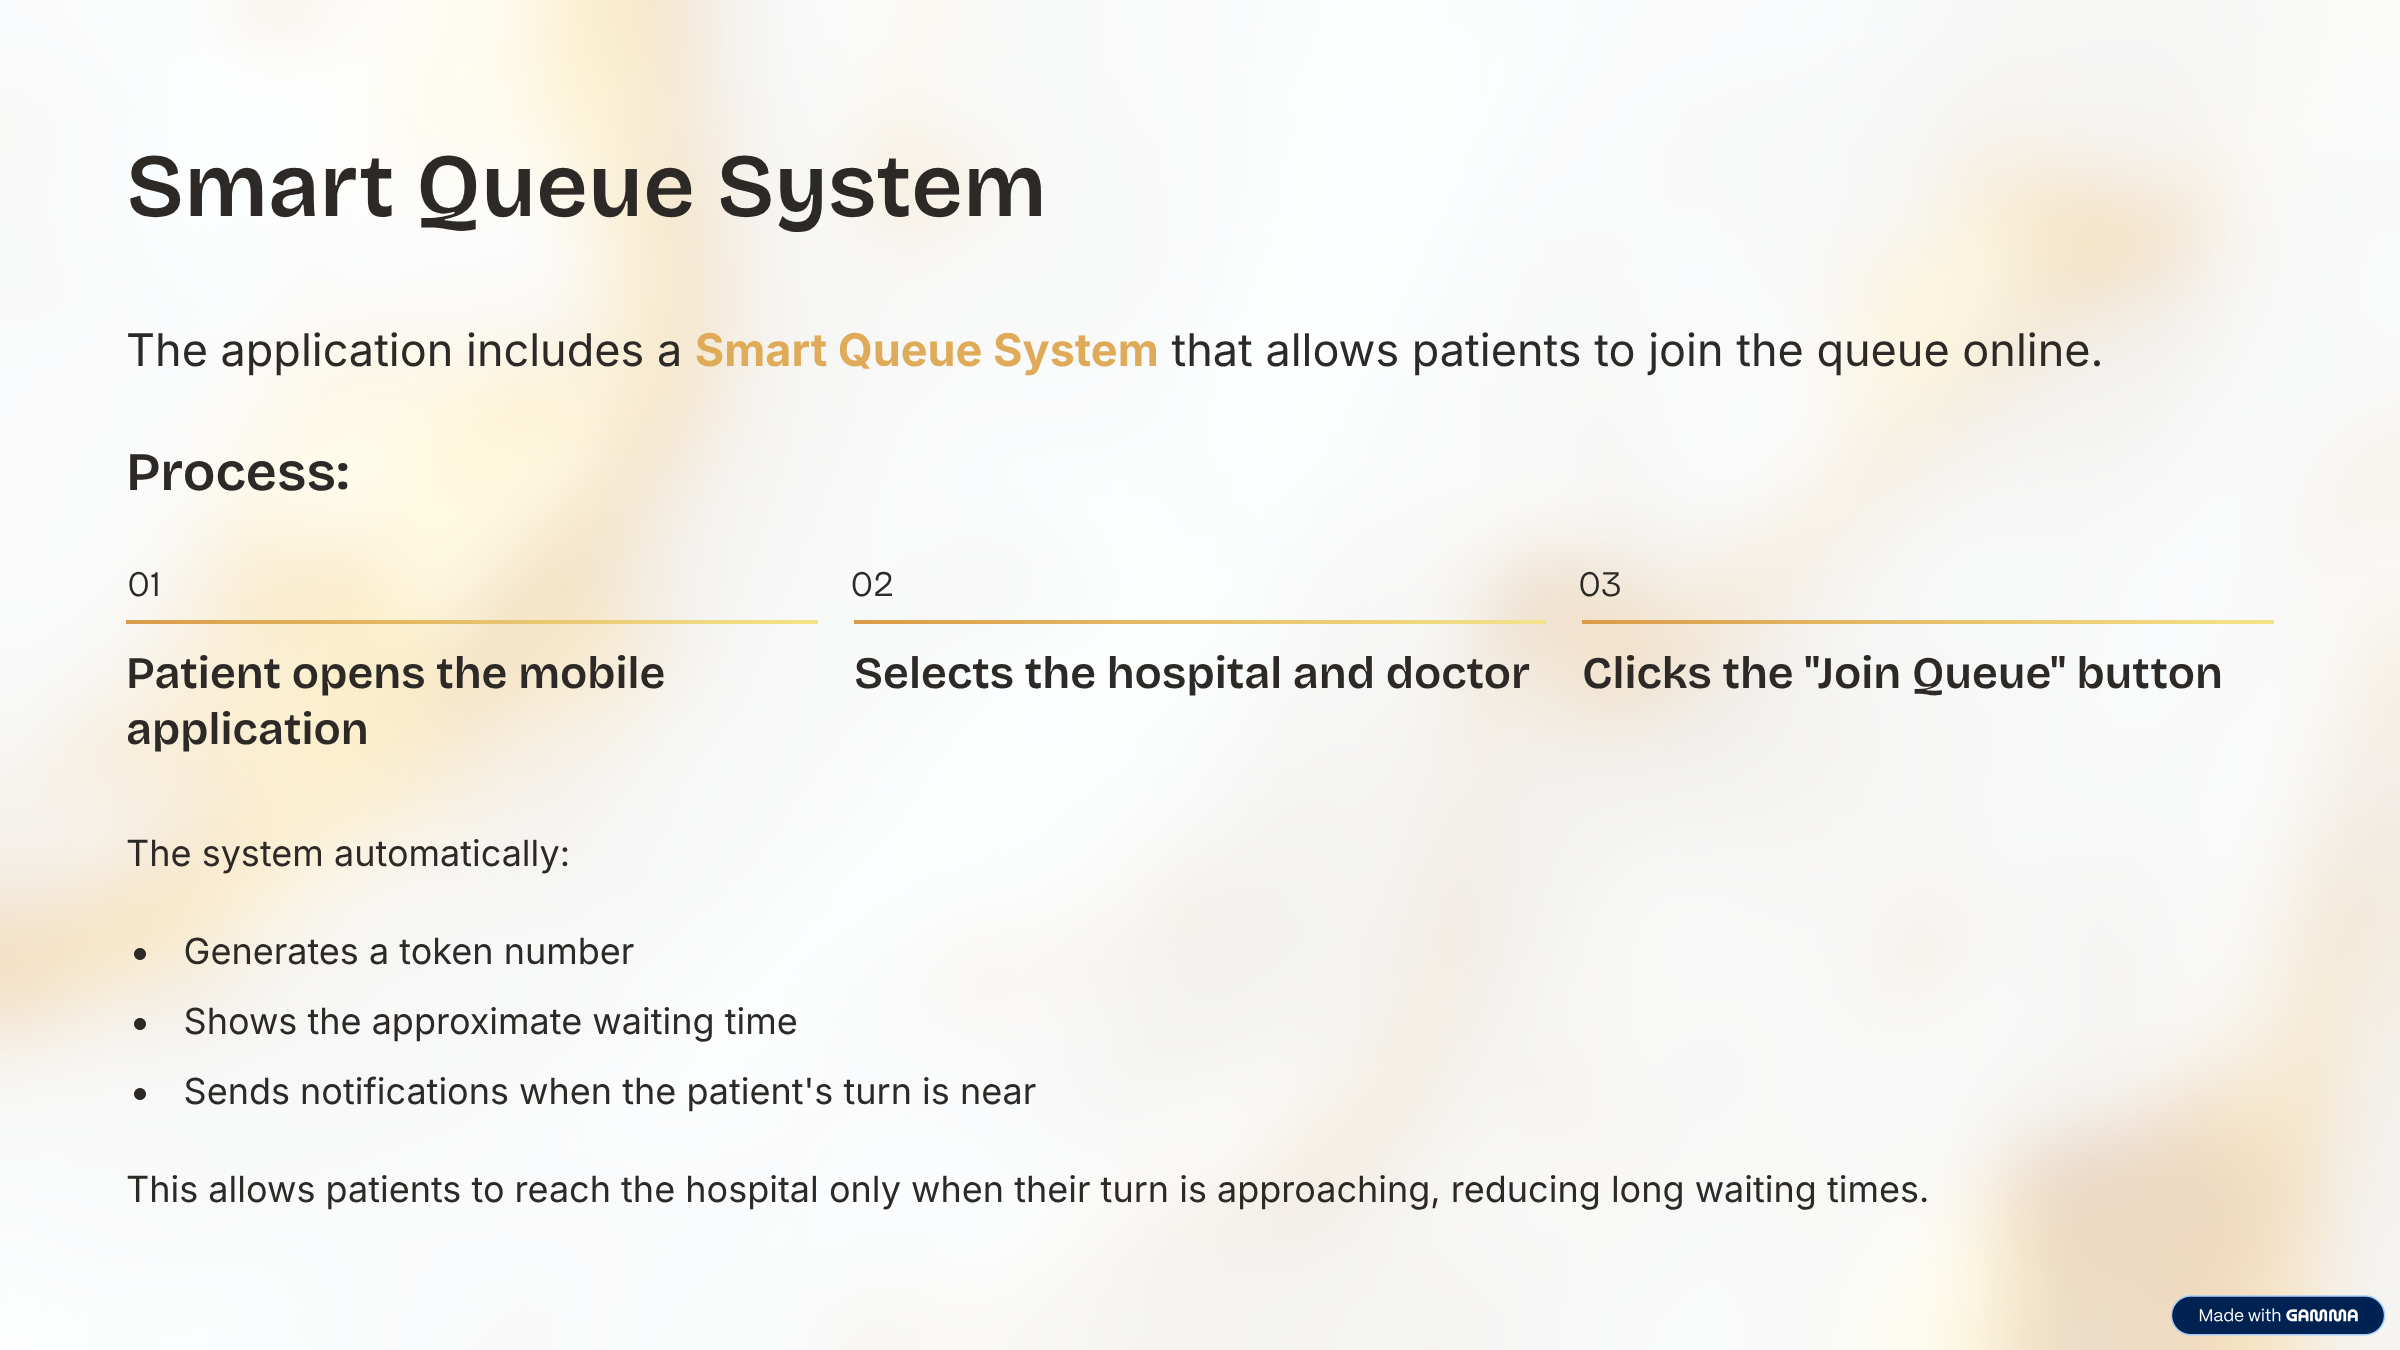 Smart Queue System
The application includes a Smart Queue System that allows patients to join the queue online.
Process:
01
Patient opens the mobile
application
02
Selects the hospital and doctor
03
Clicks the "Join Queue" button
The system automatically:
• Generates a token number
• Shows the approximate waiting time
• Sends notifications when the patient's turn is near
This allows patients to reach the hospital only when their turn is approaching, reducing long waiting times.
Made with GAMMA